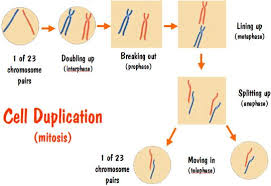 1 of 23
chromosome
pairs
Doubling up
(interphase)
Breaking out
(prophase)
Lining up
(metaphase)
Splitting up
(anaphase)
Cell Duplication
(mitosis)
1 of 23
chromosome
pairs
Moving in
(telephase)